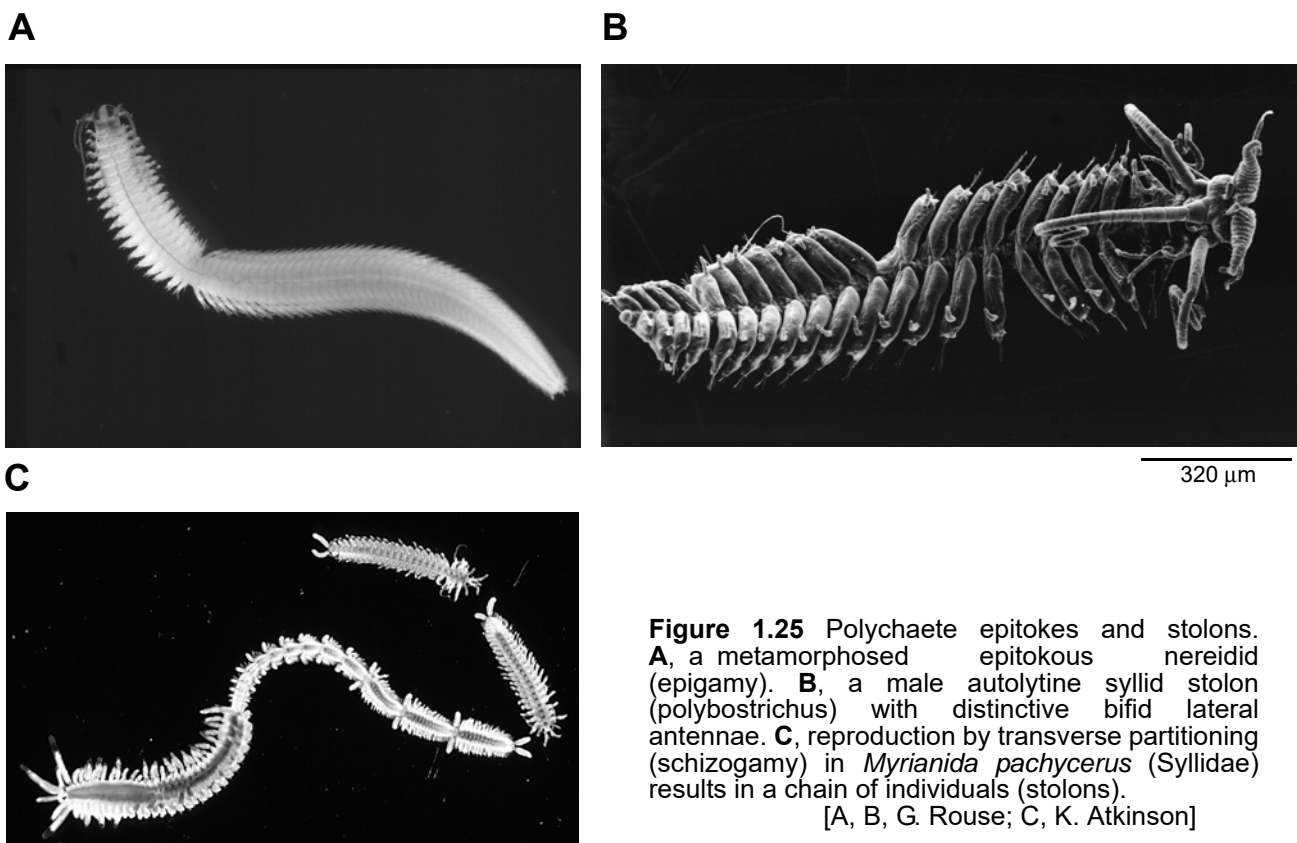 A
B
C
320 μm
Figure 1.25 Polychaete epitokes and stolons.
A, a metamorphosed epitokous nereidid
(epigamy). B, a male autolytine syllid stolon
(polybostrichus) with distinctive bifid lateral
antennae. C, reproduction by transverse partitioning
(schizogamy) in Myrianida pachycerus (Syllidae)
results in a chain of individuals (stolons).
[A, B, G. Rouse; C, K. Atkinson]